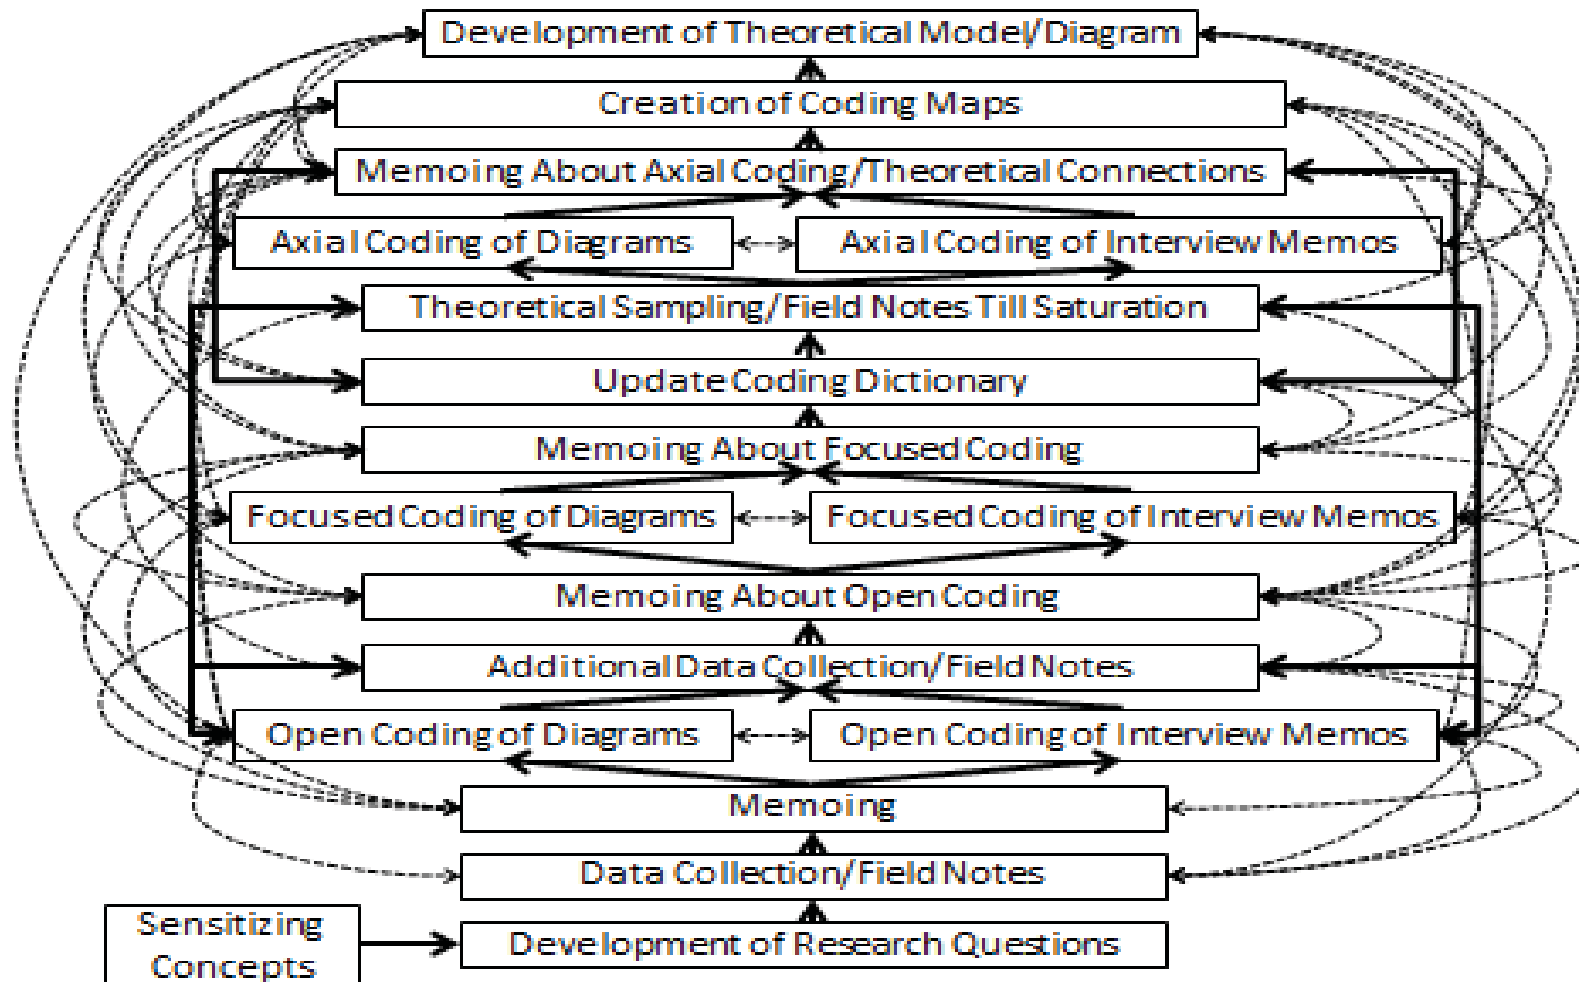 Development of Theoretical Model/Diagram
Creation of Coding Maps
Memoing About Axial Coding/Theoretical Connections
Axial Coding of Diagrams
Axial Coding of Interview Memos
Theoretical Sampling/Field Notes Till Saturation
Update Coding Dictionary
Memoing About Focused Coding
Focused Coding of Diagrams
Focused Coding of Interview Memos
Memoing About Open Coding
Additional Data Collection/Field Notes
Open Coding of Diagrams
Open Coding of Interview Memos
Memoing
Data Collection/Field Notes
Sensitizing
Concepts
Development of Research Questions